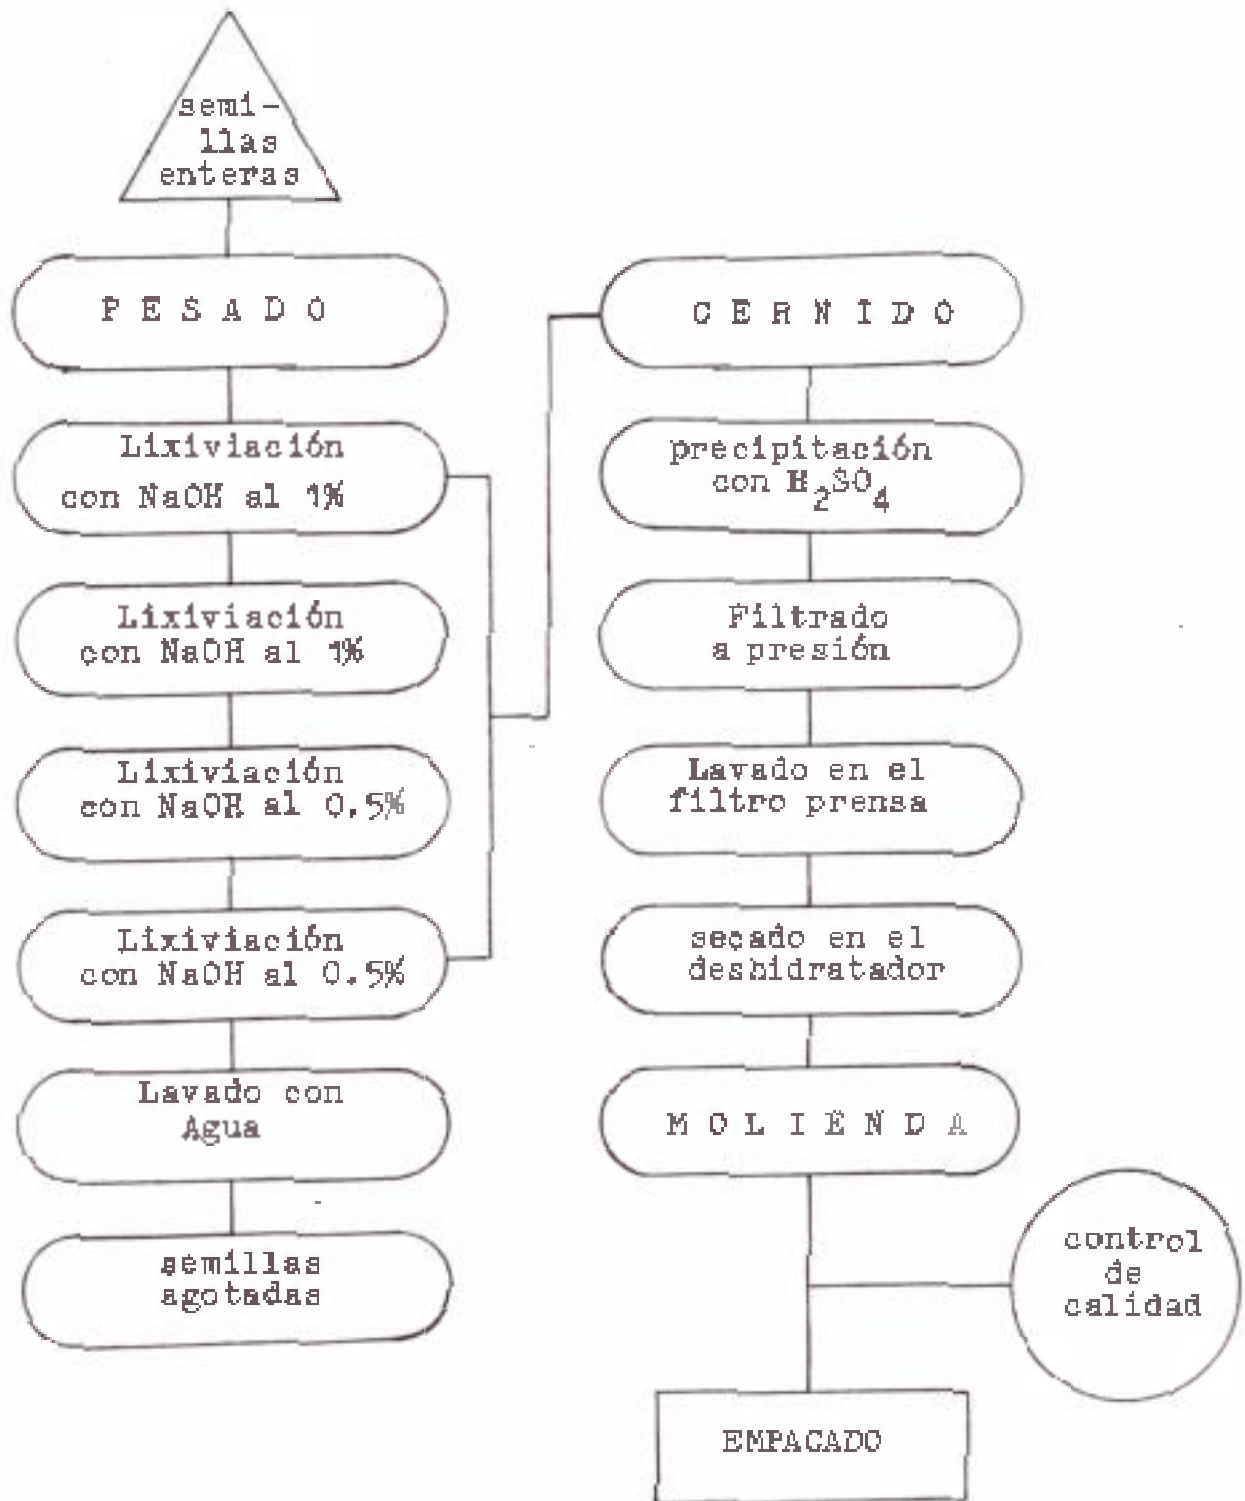 semi-
llas
enteras
P E S A D O
Lixiviación
con NaOH al 1%
Lixiviación
con NaOH al 1%
Lixiviación
con NaOH al 0.5%
Lixiviación
con NaOH al 0.5%
Lavado con
Agua
semillas
agotadas
C E R N I D O
precipitación
con H₂SO₄
Filtrado
a presión
Lavado en el
filtro prensa
secado en el
deshidratador
M O L I E N D A
control
de
calidad
EMPACADO